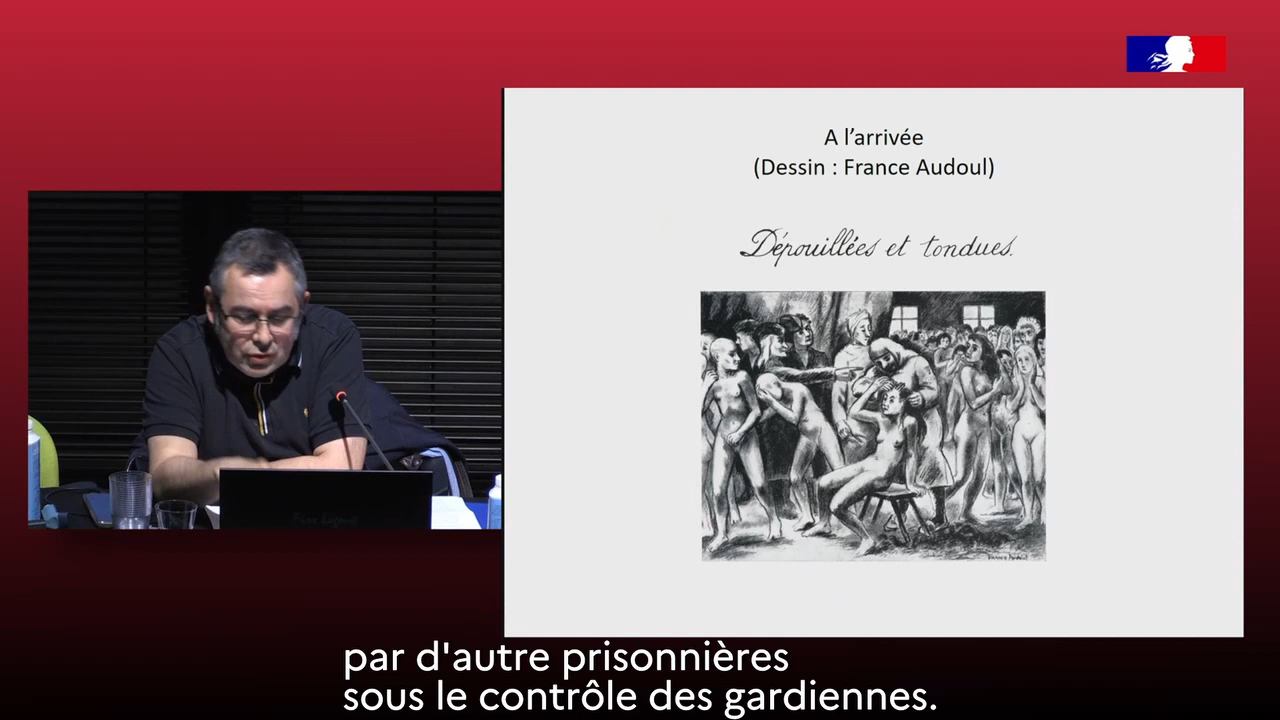 A l’arrivée
(Dessin : France Audoul)
Dépouillées et tondues.
par d'autre prisonnières
sous le contrôle des gardiennes.